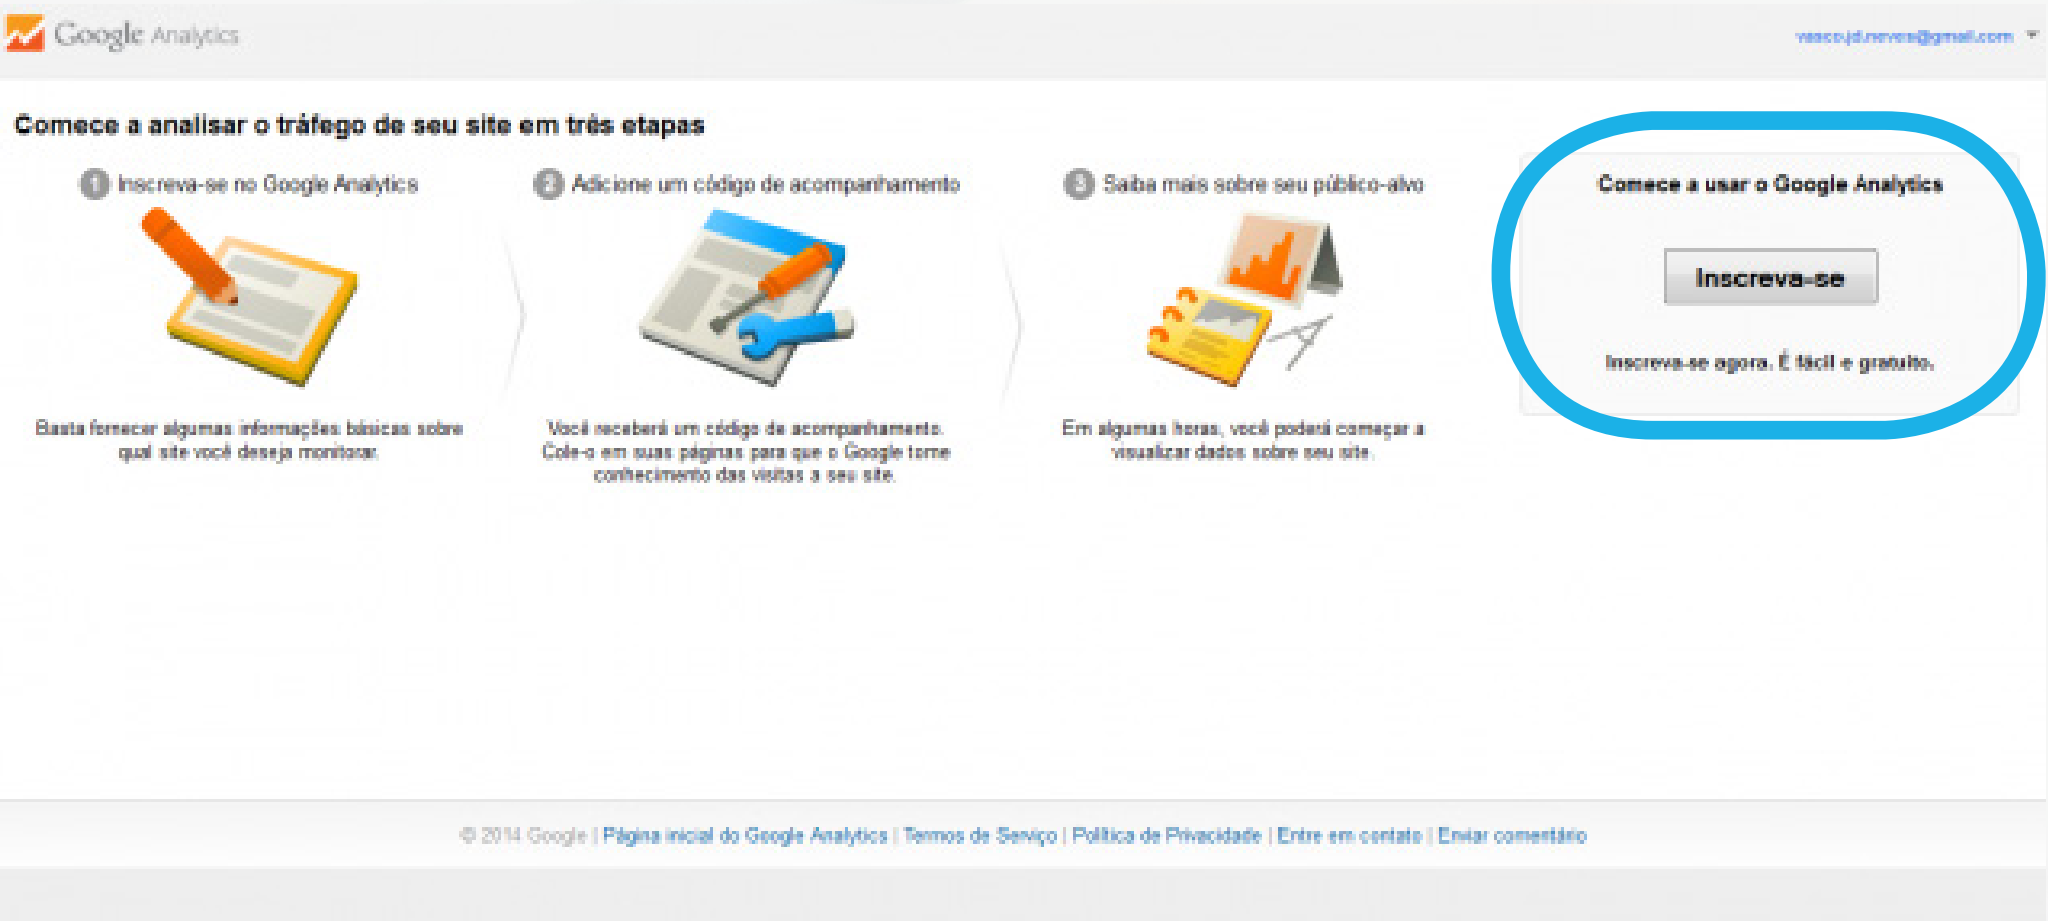 Google Analytics
vasco.jd.neves@gmail.com
Comece a analisar o tráfego de seu site em três etapas
1 Inscreva-se no Google Analytics
2 Adicione um código de acompanhamento
3 Saiba mais sobre seu público-alvo
Comece a usar o Google Analytics
Inscreva-se
Inscreva-se agora. É fácil e gratuito.
Basta fornecer algumas informações básicas sobre
qual site você deseja monitorar.
Você receberá um código de acompanhamento.
Cole-o em suas páginas para que o Google tome
conhecimento das visitas a seu site.
Em algumas horas, você poderá começar a
visualizar dados sobre seu site.
© 2014 Google | Página inicial do Google Analytics | Termos de Serviço | Política de Privacidade | Entre em contato | Enviar comentário